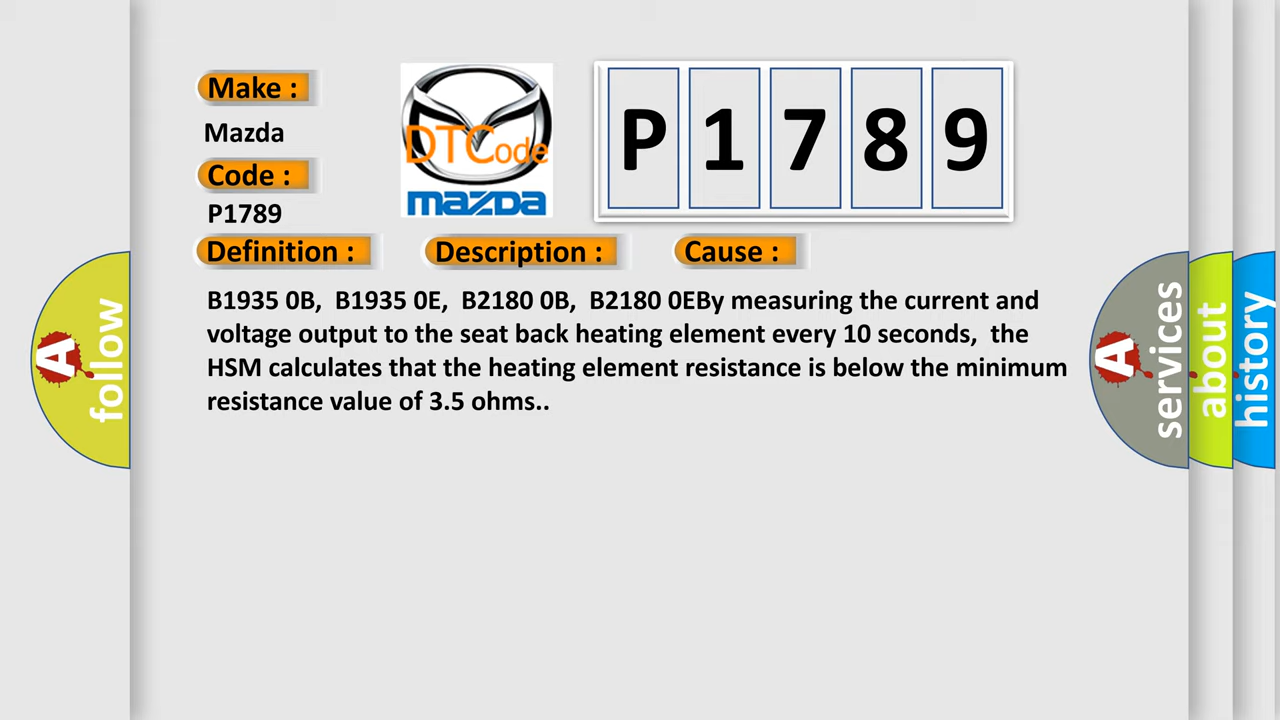 Make :
Mazda
Code :
P1789
DTCode
mazda
P 1 7 8 9
Definition :
Description :
Cause :
B1935 0B,  B1935 0E,  B2180 0B,  B2180 0EBy measuring the current and
voltage output to the seat back heating element every 10 seconds,  the
HSM calculates that the heating element resistance is below the minimum
resistance value of 3.5 ohms..
A
follow
A
services
about
history